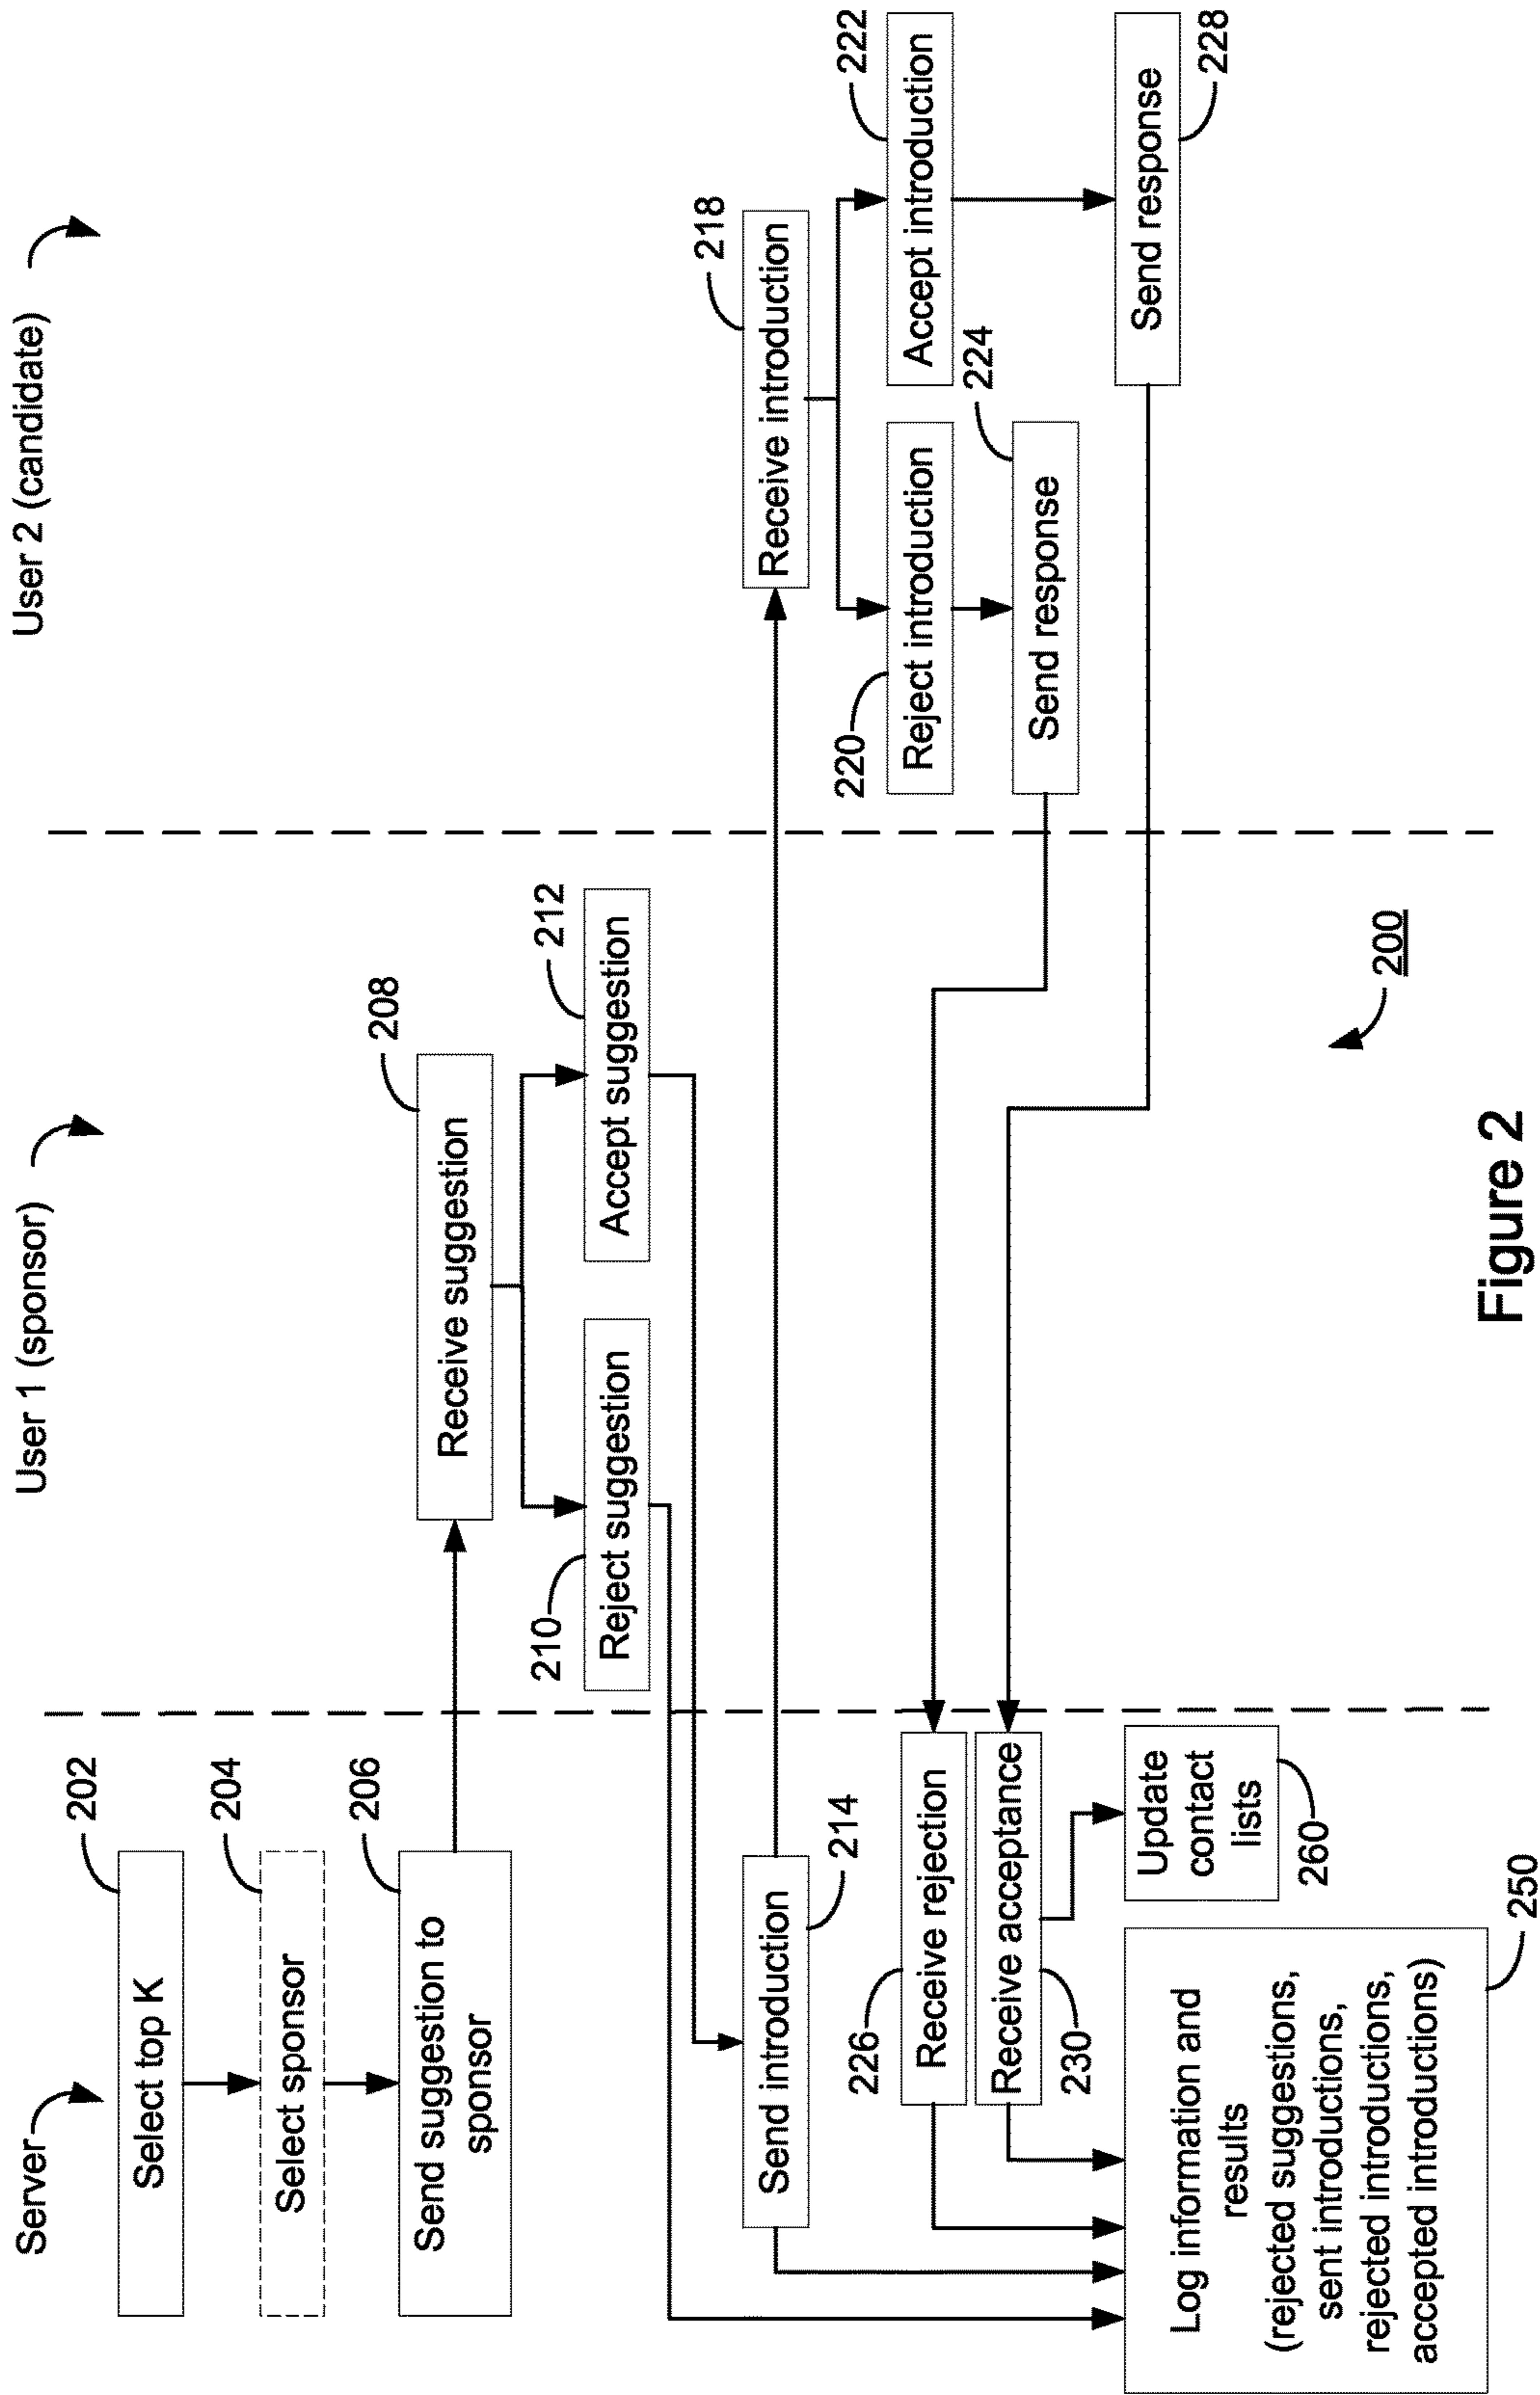 Server
User 1 (sponsor)
User 2 (candidate)
202
Select top K
204
Select sponsor
206
Send suggestion to
sponsor
208
Receive suggestion
210
212
Reject suggestion
Accept suggestion
Send introduction
214
218
Receive introduction
220
222
Reject introduction
Accept introduction
224
Send response
226
Receive rejection
Receive acceptance
230
Send response
228
Update
contact
lists
260
Log information and
results
(rejected suggestions,
sent introductions,
rejected introductions,
accepted introductions)
250
200
Figure 2